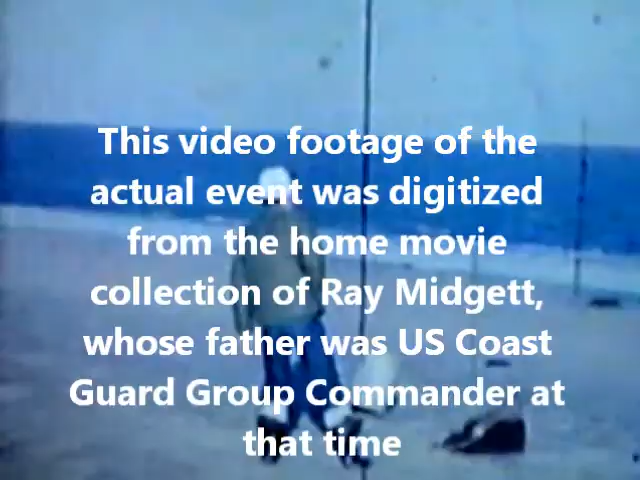 This video footage of the
actual event was digitized
from the home movie
collection of Ray Midgett,
whose father was US Coast
Guard Group Commander at
that time